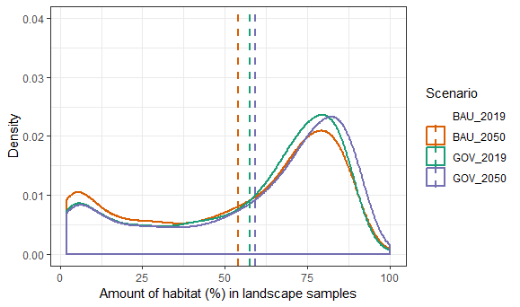 0.04
0.03
0.02
0.01
0.00
Density
0
25
50
75
100
Amount of habitat (%) in landscape samples
Scenario
BAU_2019
BAU_2050
GOV_2019
GOV_2050